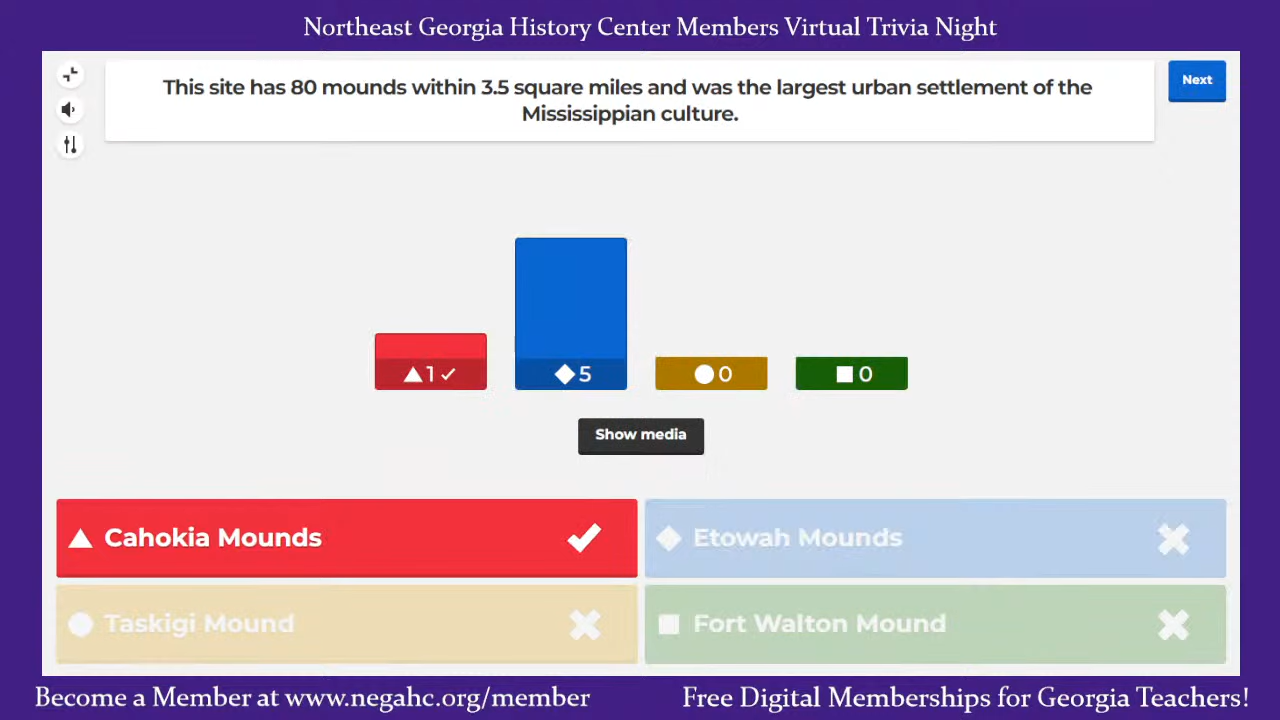 Northeast Georgia History Center Members Virtual Trivia Night
This site has 80 mounds within 3.5 square miles and was the largest urban settlement of the
Mississippian culture.
Next
1
5
0
0
Show media
Cahokia Mounds
Etowah Mounds
Taskigi Mound
Fort Walton Mound
Become a Member at www.negahc.org/member
Free Digital Memberships for Georgia Teachers!